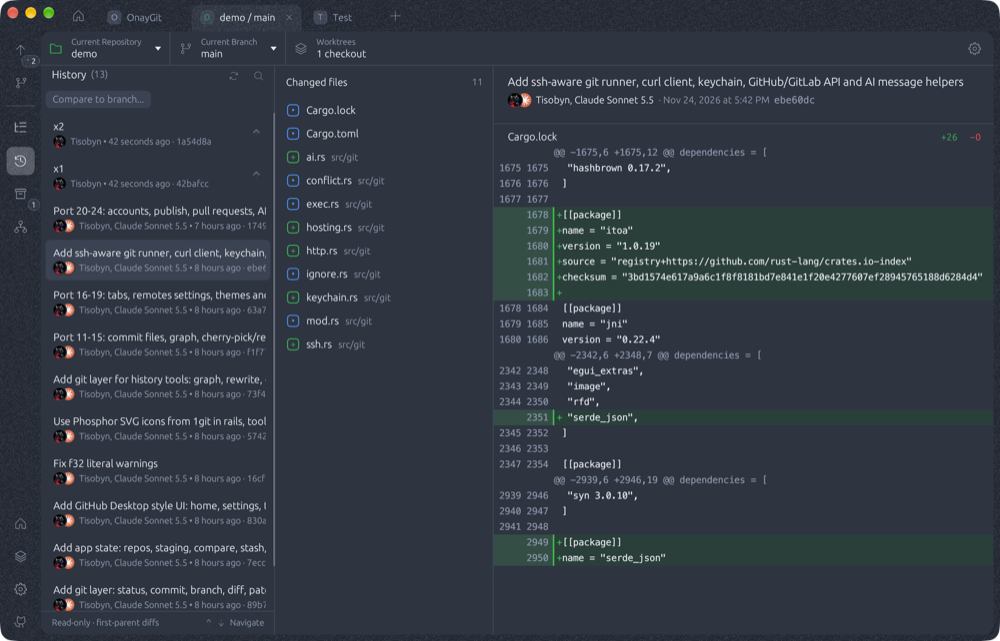 O OnayGit
D demo / main ×
T Test
+
Current Repository
demo
Current Branch
main
Worktrees
1 checkout
2
1
History (13)
Compare to branch...
x2
Tisobyn • 42 seconds ago · 1a54d8a
x1
Tisobyn • 42 seconds ago · 42bafcc
Port 20-24: accounts, publish, pull requests, AI
Tisobyn, Claude Sonnet 5.5 • 7 hours ago · 1749
Add ssh-aware git runner, curl client, keychain,
Tisobyn, Claude Sonnet 5.5 • 8 hours ago · ebe6
Port 16-19: tabs, remotes settings, themes and
Tisobyn, Claude Sonnet 5.5 • 8 hours ago · 63a7
Port 11-15: commit files, graph, cherry-pick/re
Tisobyn, Claude Sonnet 5.5 • 8 hours ago · f1f7
Add git layer for history tools: graph, rewrite,
Tisobyn, Claude Sonnet 5.5 • 8 hours ago · 73f4
Use Phosphor SVG icons from 1git in rails, tool
Tisobyn, Claude Sonnet 5.5 • 8 hours ago · 5742
Fix f32 literal warnings
Tisobyn, Claude Sonnet 5.5 • 8 hours ago · 16cf
Add GitHub Desktop style UI: home, settings, t
Tisobyn, Claude Sonnet 5.5 • 8 hours ago · 830a
Add app state: repos, staging, compare, stash,
Tisobyn, Claude Sonnet 5.5 • 8 hours ago · 7ecc
Add git layer: status, commit, branch, diff, pat
Tisobyn, Claude Sonnet 5.5 • 8 hours ago · 89b7
Read-only · first-parent diffs
^ ↓ Navigate
Changed files 11
Cargo.lock
Cargo.toml
ai.rs src/git
conflict.rs src/git
exec.rs src/git
hosting.rs src/git
http.rs src/git
ignore.rs src/git
keychain.rs src/git
mod.rs src/git
ssh.rs src/git
Add ssh-aware git runner, curl client, keychain, GitHub/GitLab API and AI message helpers
Tisobyn, Claude Sonnet 5.5 · Nov 24, 2026 at 5:42 PM ebe60dc
Cargo.lock +26 −0
@@ −1675,6 +1675,12 @@ dependencies = [
1675 1675 "hashbrown 0.17.2",
1676 1676 ]
1677 1677
1678 +[[package]]
1679 +name = "itoa"
1680 +version = "1.0.19"
1681 +source = "registry+https://github.com/rust-lang/crates.io-index"
1682 +checksum = "3bd1574e617a9a6c1f8f8181bd7e841e1f20e4277607ef28945765188d6284d4"
1683 +
1678 1684 [[package]]
1679 1685 name = "jni"
1680 1686 version = "0.22.4"
@@ −2342,6 +2348,7 @@ dependencies = [
2342 2348 "egui_extras",
2343 2349 "image",
2344 2350 "rfd",
2351 + "serde_json",
2345 2352 ]
2346 2353
2347 2354 [[package]]
@@ −2939,6 +2946,19 @@ dependencies = [
2939 2946 "syn 3.0.10",
2940 2947 ]
2941 2948
2949 +[[package]]
2950 +name = "serde_json"